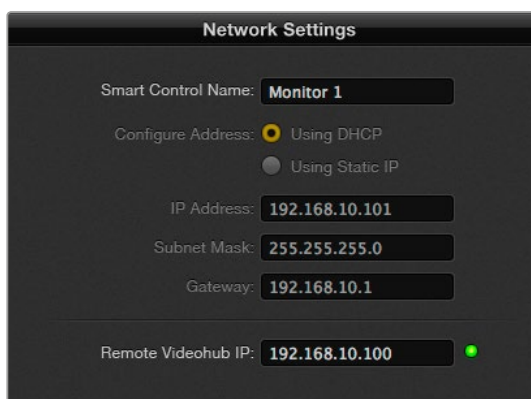 Network Settings
Smart Control Name: Monitor 1
Configure Address: Using DHCP
Using Static IP
IP Address: 192.168.10.101
Subnet Mask: 255.255.255.0
Gateway: 192.168.10.1
Remote Videohub IP: 192.168.10.100